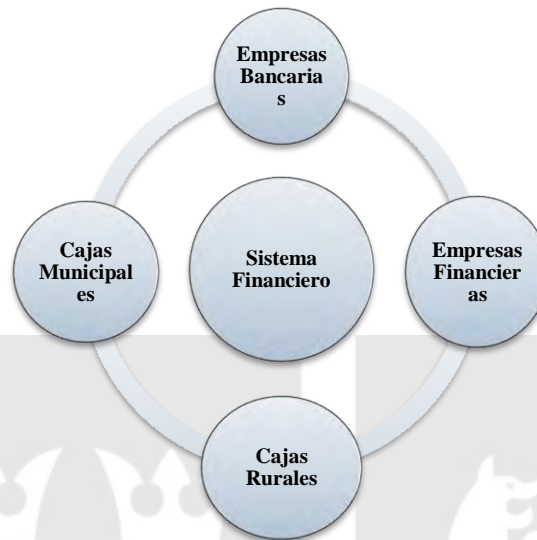 Empresas
Bancaria
s
Cajas
Municipal
es
Sistema
Financiero
Empresas
Financier
as
Cajas
Rurales